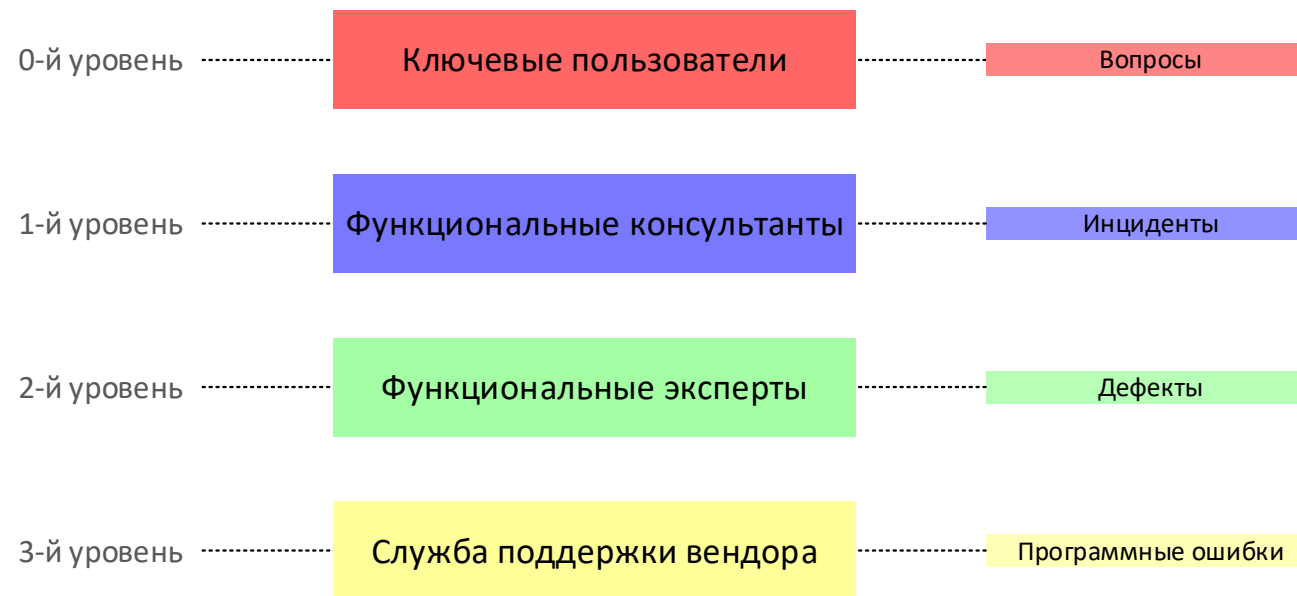 0-й уровень
Ключевые пользователи
Вопросы
1-й уровень
Функциональные консультанты
Инциденты
2-й уровень
Функциональные эксперты
Дефекты
3-й уровень
Служба поддержки вендора
Программные ошибки